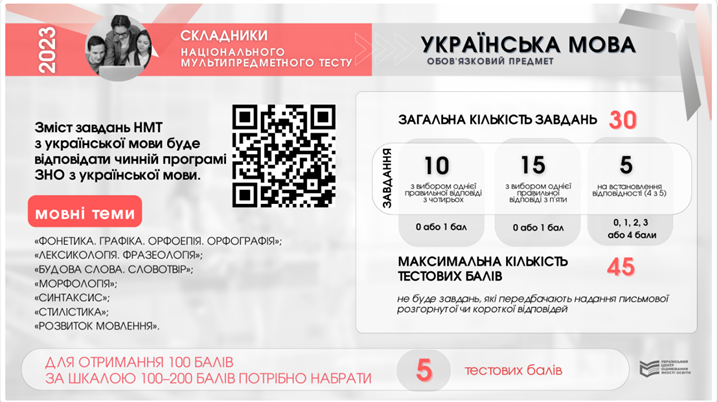 2023
СКЛАДНИКИ
НАЦІОНАЛЬНОГО
МУЛЬТИПРЕДМЕТНОГО ТЕСТУ
УКРАЇНСЬКА МОВА
ОБОВ'ЯЗКОВИЙ ПРЕДМЕТ
Зміст завдань НМТ
з української мови буде
відповідати чинній програмі
ЗНО з української мови.
мовні теми
«ФОНЕТИКА. ГРАФІКА. ОРФОЕПІЯ. ОРФОГРАФІЯ»;
«ЛЕКСИКОЛОГІЯ. ФРАЗЕОЛОГІЯ»;
«БУДОВА СЛОВА. СЛОВОТВІР»;
«МОРФОЛОГІЯ»;
«СИНТАКСИС»;
«СТИЛІСТИКА»;
«РОЗВИТОК МОВЛЕННЯ».
ЗАГАЛЬНА КІЛЬКІСТЬ ЗАВДАНЬ 30
ЗАВДАННЯ
10
з вибором однієї
правильної відповіді
з чотирьох
0 або 1 бал
15
з вибором однієї
правильної
відповіді з п'яти
0 або 1 бал
5
на встановлення
відповідності (4 з 5)
0, 1, 2, 3
або 4 бали
МАКСИМАЛЬНА КІЛЬКІСТЬ
ТЕСТОВИХ БАЛІВ 45
не буде завдань, які передбачають надання письмової
розгорнутої чи короткої відповідей
ДЛЯ ОТРИМАННЯ 100 БАЛІВ
ЗА ШКАЛОЮ 100–200 БАЛІВ ПОТРІБНО НАБРАТИ
5 тестових балів
УКРАЇНСЬКИЙ
ЦЕНТР
ОЦІНЮВАННЯ
ЯКОСТІ ОСВІТИ